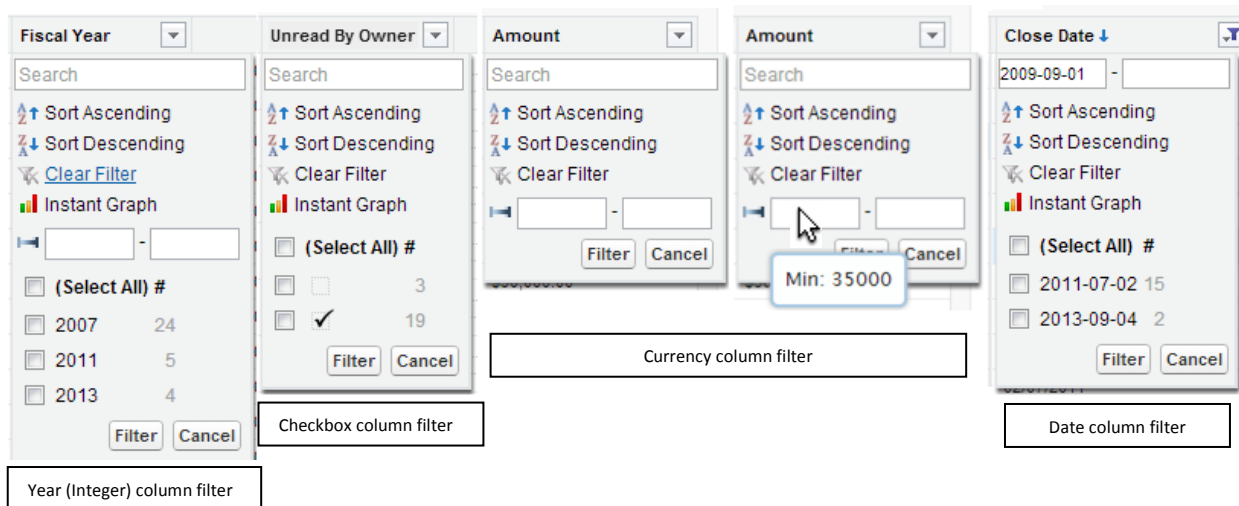 Fiscal Year
Search
Sort Ascending
Sort Descending
Clear Filter
Instant Graph
-
(Select All) #
2007 24
2011 5
2013 4
Filter Cancel
Year (Integer) column filter
Unread By Owner
Search
Sort Ascending
Sort Descending
Clear Filter
Instant Graph
(Select All) #
3
19
Filter Cancel
Checkbox column filter
Amount
Search
Sort Ascending
Sort Descending
Clear Filter
-
Filter Cancel
Amount
Search
Sort Ascending
Sort Descending
Clear Filter
-
Filter Cancel
Min: 35000
Currency column filter
Close Date
2009-09-01 -
Sort Ascending
Sort Descending
Clear Filter
Instant Graph
(Select All) #
2011-07-02 15
2013-09-04 2
Filter Cancel
Date column filter